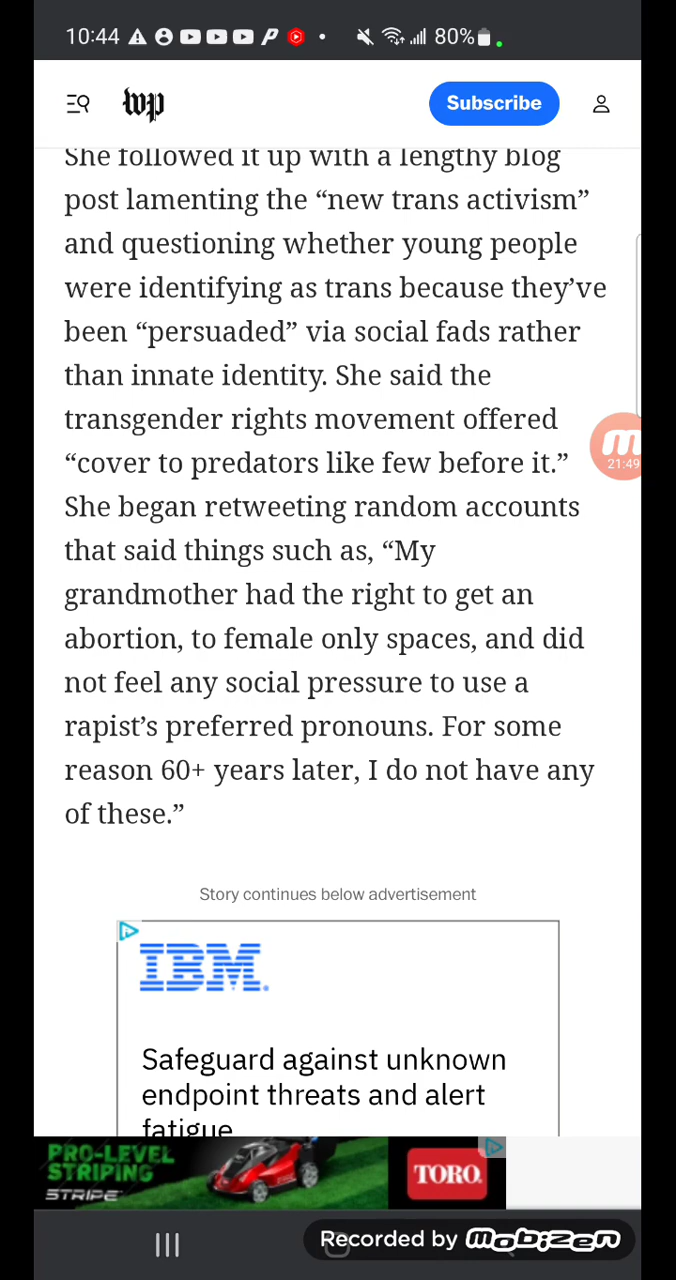 10:44 80%
wp Subscribe
She followed it up with a lengthy blog
post lamenting the “new trans activism”
and questioning whether young people
were identifying as trans because they’ve
been “persuaded” via social fads rather
than innate identity. She said the
transgender rights movement offered
“cover to predators like few before it.”
21:49
She began retweeting random accounts
that said things such as, “My
grandmother had the right to get an
abortion, to female only spaces, and did
not feel any social pressure to use a
rapist’s preferred pronouns. For some
reason 60+ years later, I do not have any
of these.”
Story continues below advertisement
IBM
Safeguard against unknown
endpoint threats and alert
fatigue
PRO-LEVEL
STRIPING
STRIPE
TORO.
Recorded by mobizen